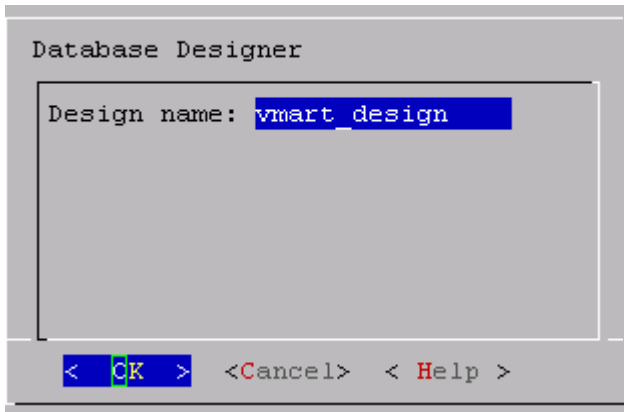 Database Designer
Design name: vmart_design
< OK > <Cancel> < Help >